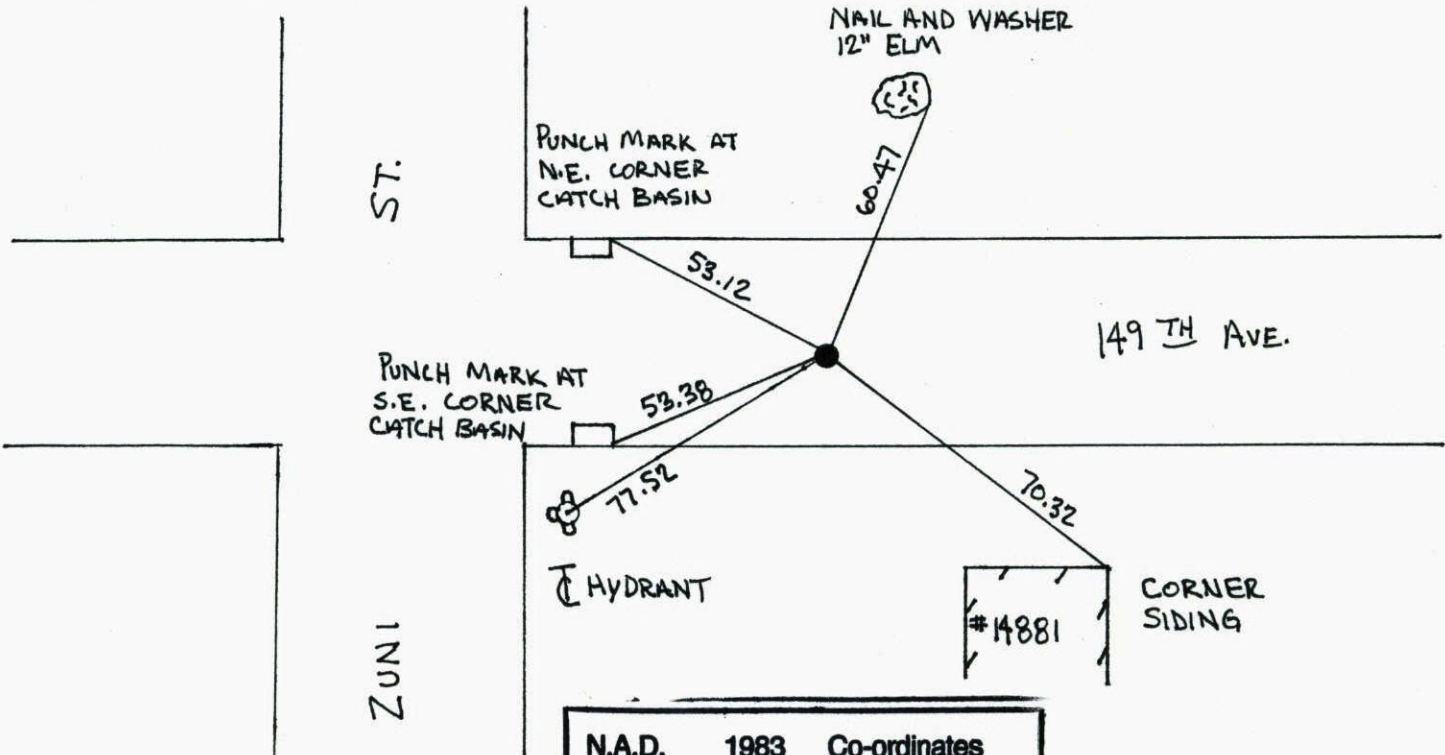 NAIL AND WASHER
12" ELM
PUNCH MARK AT
N.E. CORNER
CATCH BASIN
ST.
60.47
53.12
149 TH AVE.
PUNCH MARK AT
S.E. CORNER
CATCH BASIN
53.38
77.52
70.32
HYDRANT
CORNER
SIDING
#14881
ZUNI
N.A.D. 1983 Co-ordinates